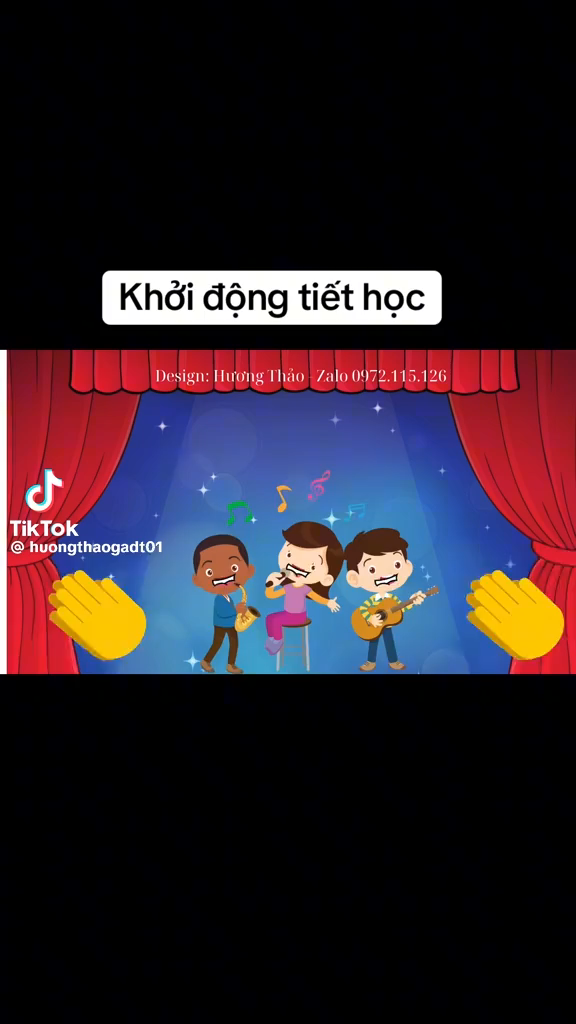 Khởi động tiết học
Design: Hương Thảo - Zalo 0972.115.126
TikTok
@ huongthaogadt01